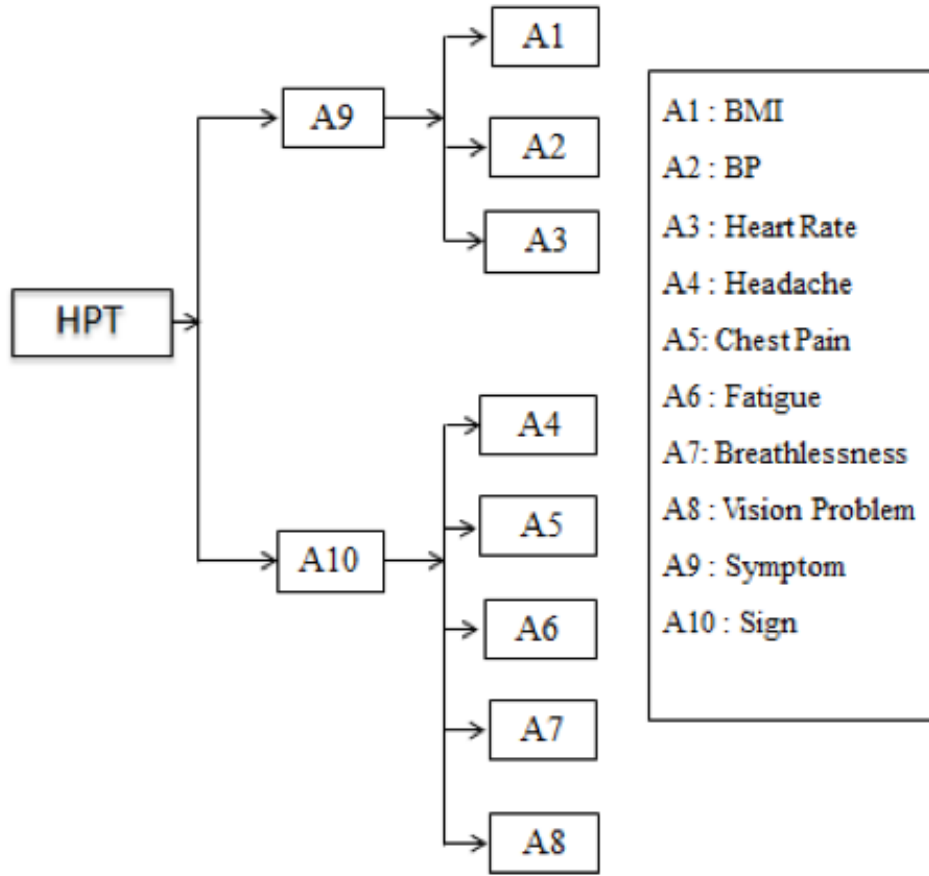 A1
A9
A2
A3
HPT
A4
A5
A10
A6
A7
A8
A1 : BMI
A2 : BP
A3 : Heart Rate
A4 : Headache
A5: Chest Pain
A6 : Fatigue
A7: Breathlessness
A8 : Vision Problem
A9 : Symptom
A10 : Sign